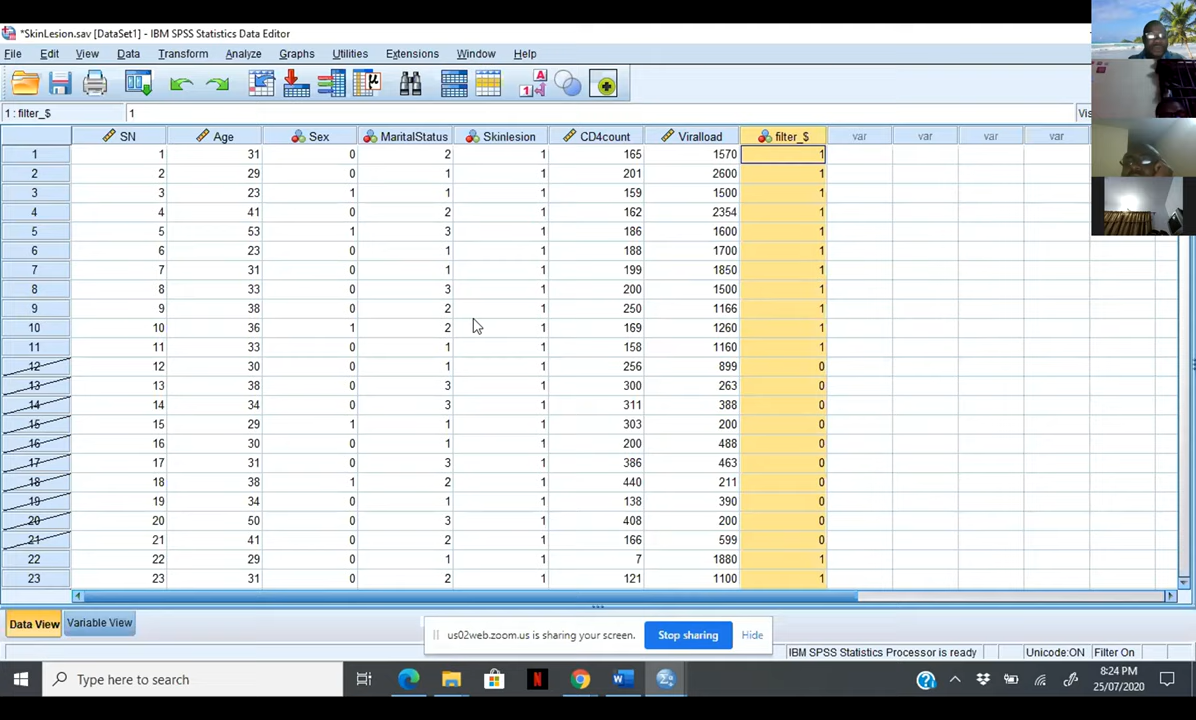 *SkinLesion.sav [DataSet1] - IBM SPSS Statistics Data Editor
File Edit View Data Transform Analyze Graphs Utilities Extensions Window Help
1 : filter_$ 1 Vis
SN Age Sex MaritalStatus Skinlesion CD4count Viralload filter_$ var var var var
1 1 31 0 2 1 165 1570 1
2 2 29 0 1 1 201 2600 1
3 3 23 1 1 1 159 1500 1
4 4 41 0 2 1 162 2354 1
5 5 53 1 3 1 186 1600 1
6 6 23 0 1 1 188 1700 1
7 7 31 0 1 1 199 1850 1
8 8 33 0 3 1 200 1500 1
9 9 38 0 2 1 250 1166 1
10 10 36 1 2 1 169 1260 1
11 11 33 0 1 1 158 1160 1
12 12 30 0 1 1 256 899 0
13 13 38 0 3 1 300 263 0
14 14 34 0 3 1 311 388 0
15 15 29 1 1 1 303 200 0
16 16 30 0 1 1 200 488 0
17 17 31 0 3 1 386 463 0
18 18 38 1 2 1 440 211 0
19 19 34 0 1 1 138 390 0
20 20 50 0 3 1 408 200 0
21 21 41 0 2 1 166 599 0
22 22 29 0 1 1 7 1880 1
23 23 31 0 2 1 121 1100 1
Data View Variable View
us02web.zoom.us is sharing your screen. Stop sharing Hide
IBM SPSS Statistics Processor is ready Unicode:ON Filter On
Type here to search
8:24 PM
25/07/2020